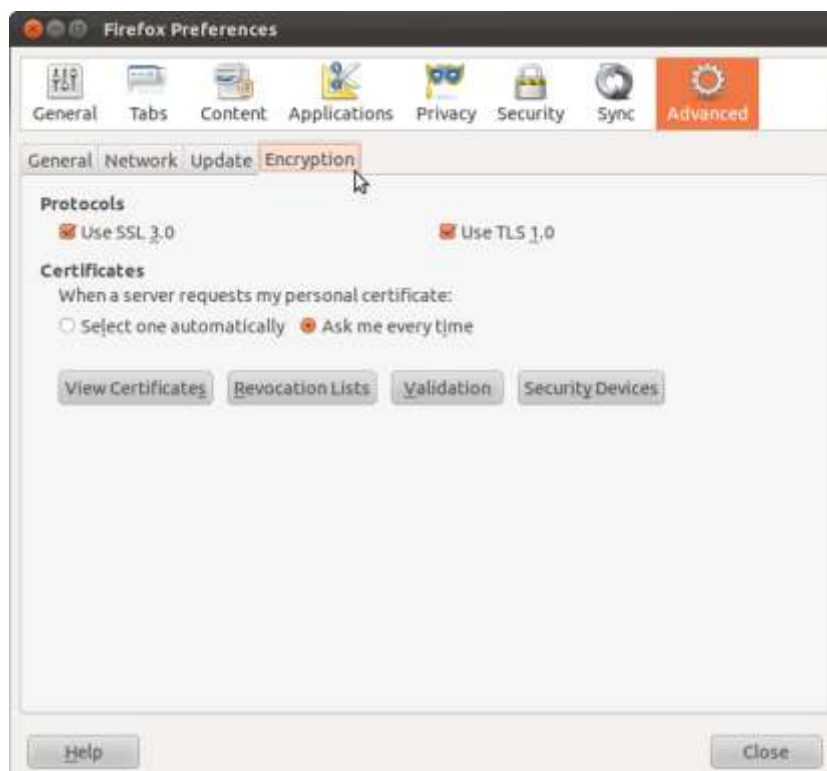 Firefox Preferences
General Tabs Content Applications Privacy Security Sync Advanced
General Network Update Encryption
Protocols
Use SSL 3.0 Use TLS 1.0
Certificates
When a server requests my personal certificate:
Select one automatically Ask me every time
View Certificates Revocation Lists Validation Security Devices
Help Close